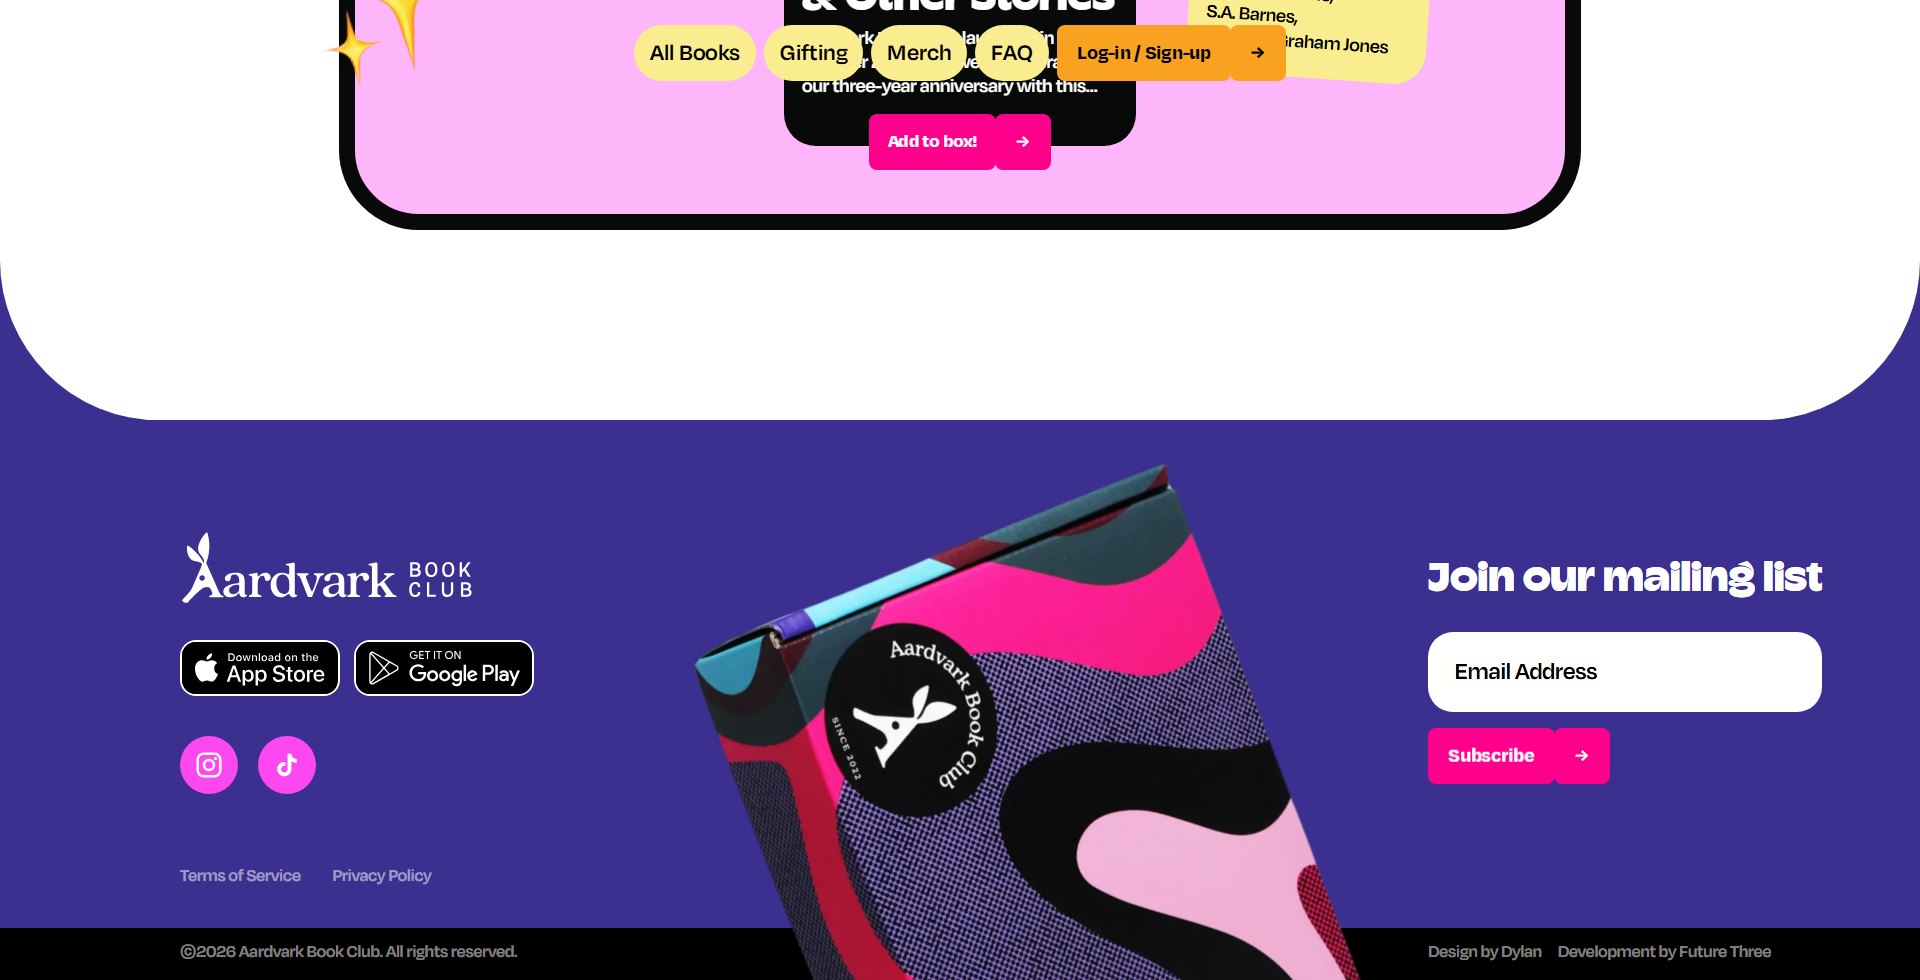 & Other Stories
S.A. Barnes,
Graham Jones
All Books
Gifting
Merch
FAQ
Log-in / Sign-up
our three-year anniversary with this...
Add to box!
Aardvark BOOK CLUB
Download on the
App Store
GET IT ON
Google Play
Aardvark Book Club
SINCE 2022
Join our mailing list
Email Address
Subscribe
Terms of Service
Privacy Policy
©2026 Aardvark Book Club. All rights reserved.
Design by Dylan
Development by Future Three